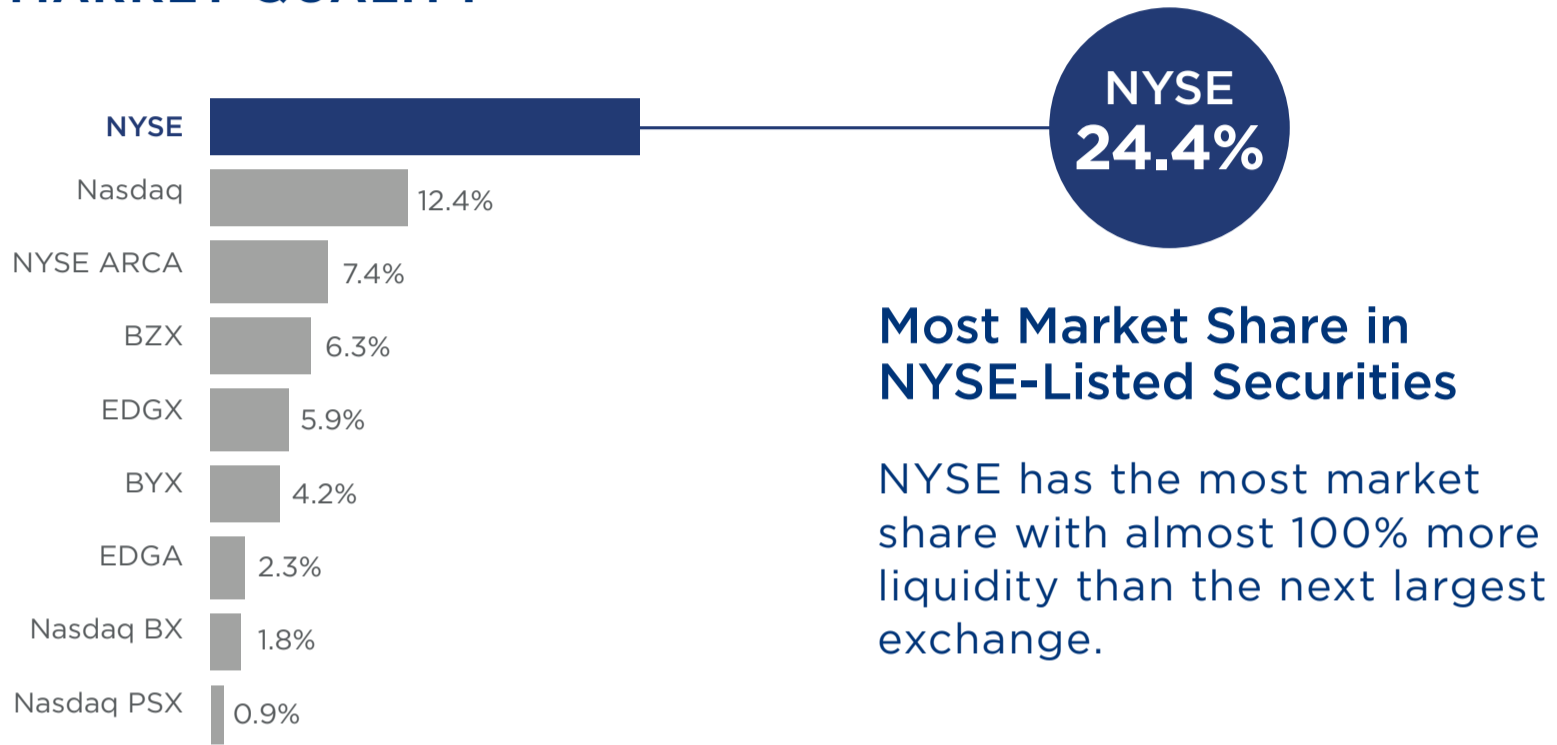 MARKET QUALITY
NYSE
NYSE
24.4%
Nasdaq
12.4%
NYSE ARCA
7.4%
BZX
6.3%
EDGX
5.9%
BYX
4.2%
EDGA
2.3%
Nasdaq BX
1.8%
Nasdaq PSX
0.9%
Most Market Share in
NYSE-Listed Securities
NYSE has the most market
share with almost 100% more
liquidity than the next largest
exchange.